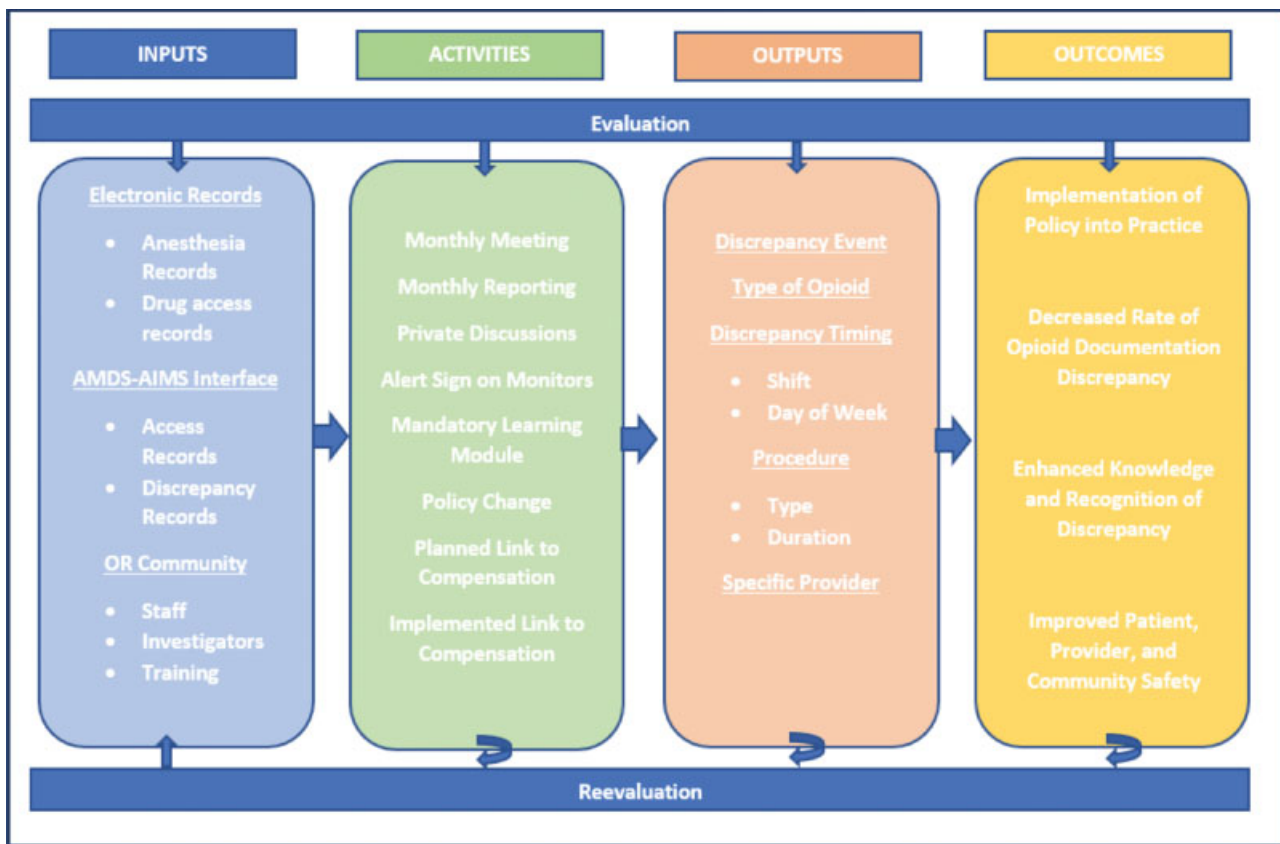 INPUTS
ACTIVITIES
OUTPUTS
OUTCOMES
Evaluation
Electronic Records
• Anesthesia
Records
• Drug access
records
AMDS-AIMS Interface
• Access
Records
• Discrepancy
Records
OR Community
• Staff
• Investigators
• Training
Monthly Meeting
Monthly Reporting
Private Discussions
Alert Sign on Monitors
Mandatory Learning
Module
Policy Change
Planned Link to
Compensation
Implemented Link to
Compensation
Discrepancy Event
Type of Opioid
Discrepancy Timing
• Shift
• Day of Week
Procedure
• Type
• Duration
Specific Provider
Implementation of
Policy into Practice
Decreased Rate of
Opioid Documentation
Discrepancy
Enhanced Knowledge
and Recognition of
Discrepancy
Improved Patient,
Provider, and
Community Safety
Reevaluation